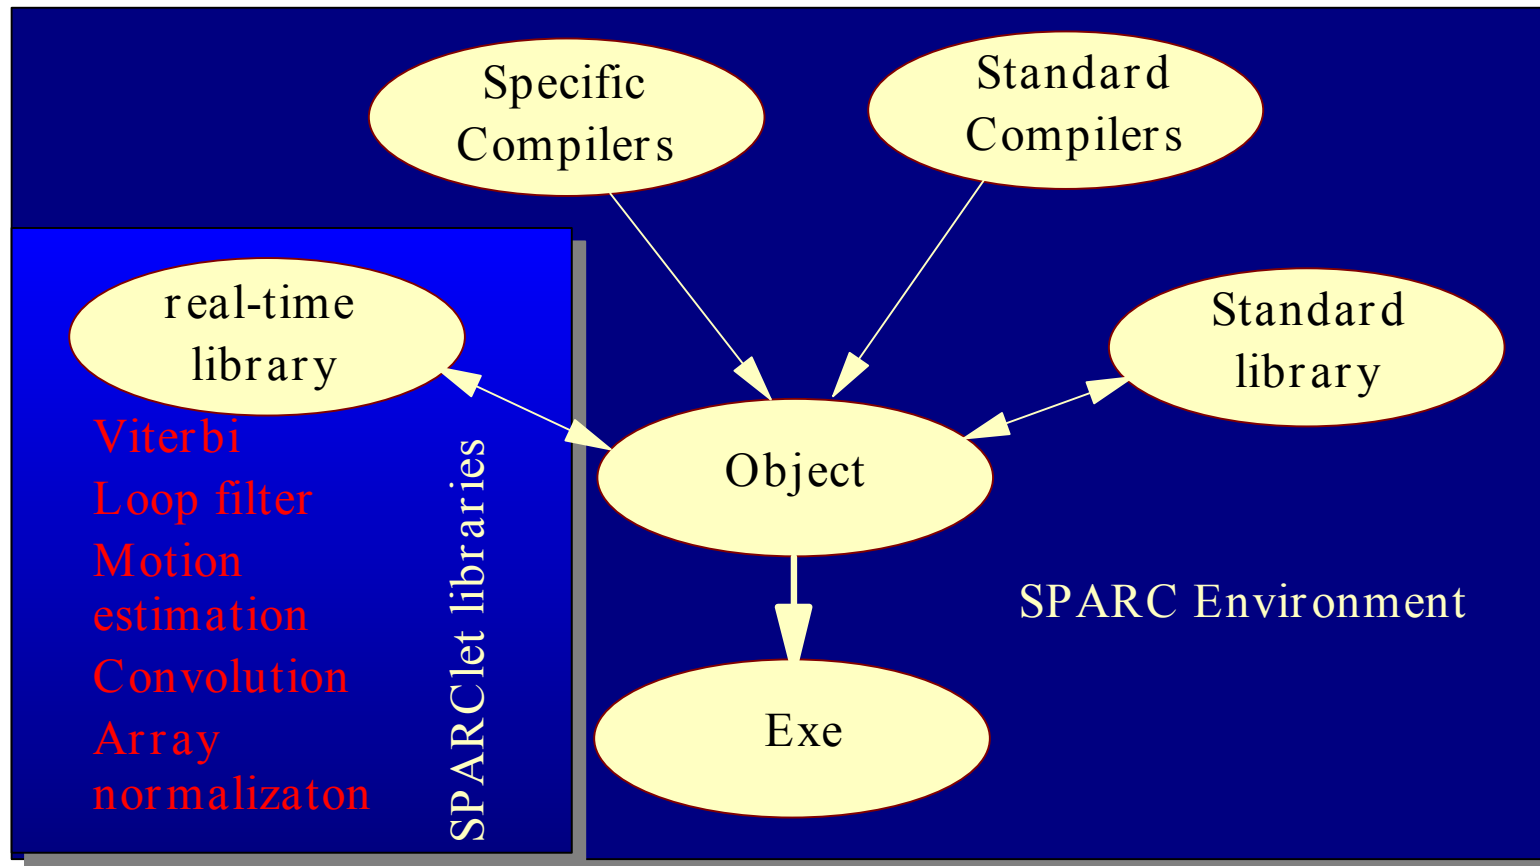 Specific
Compilers
Standard
Compilers
real-time
library
Standard
library
Viterbi
Loop filter
Motion
estimation
Convolution
Array
normalizaton
SPARClet libraries
Object
SPARC Environment
Exe